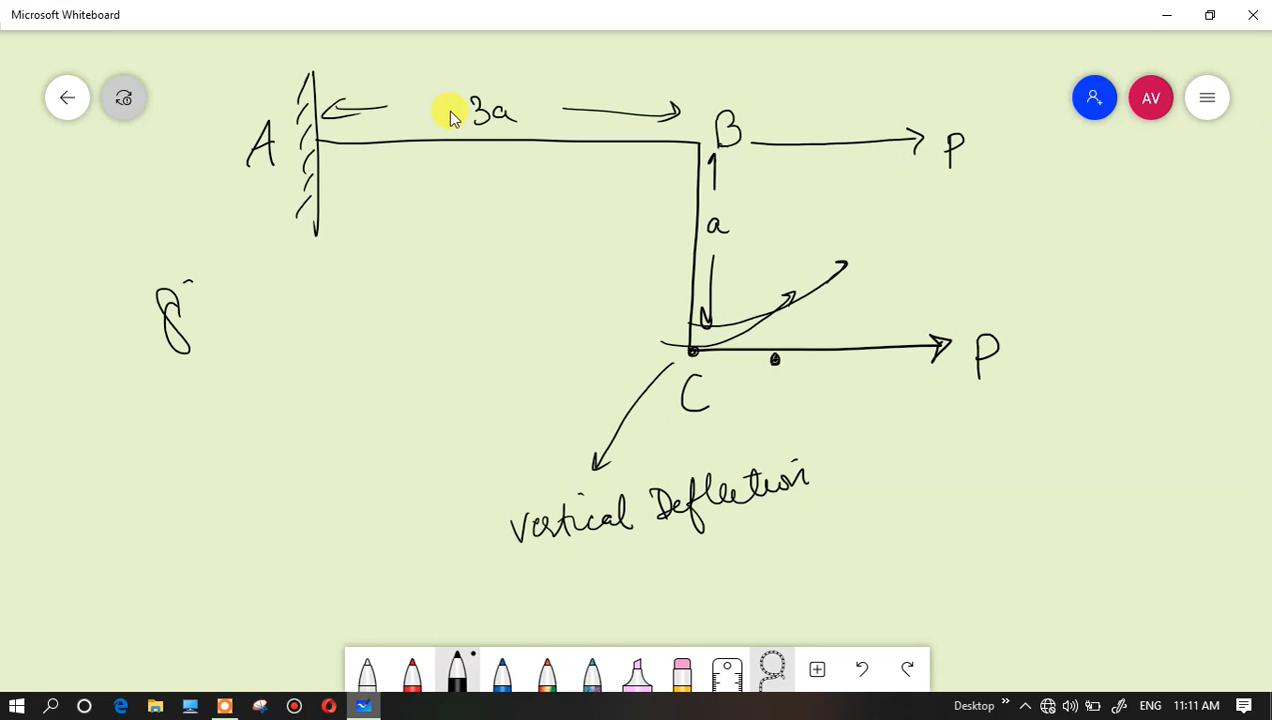 Microsoft Whiteboard
AV
3a
A
B
P
a
P
C
Vertical Deflection
Desktop
ENG
11:11 AM